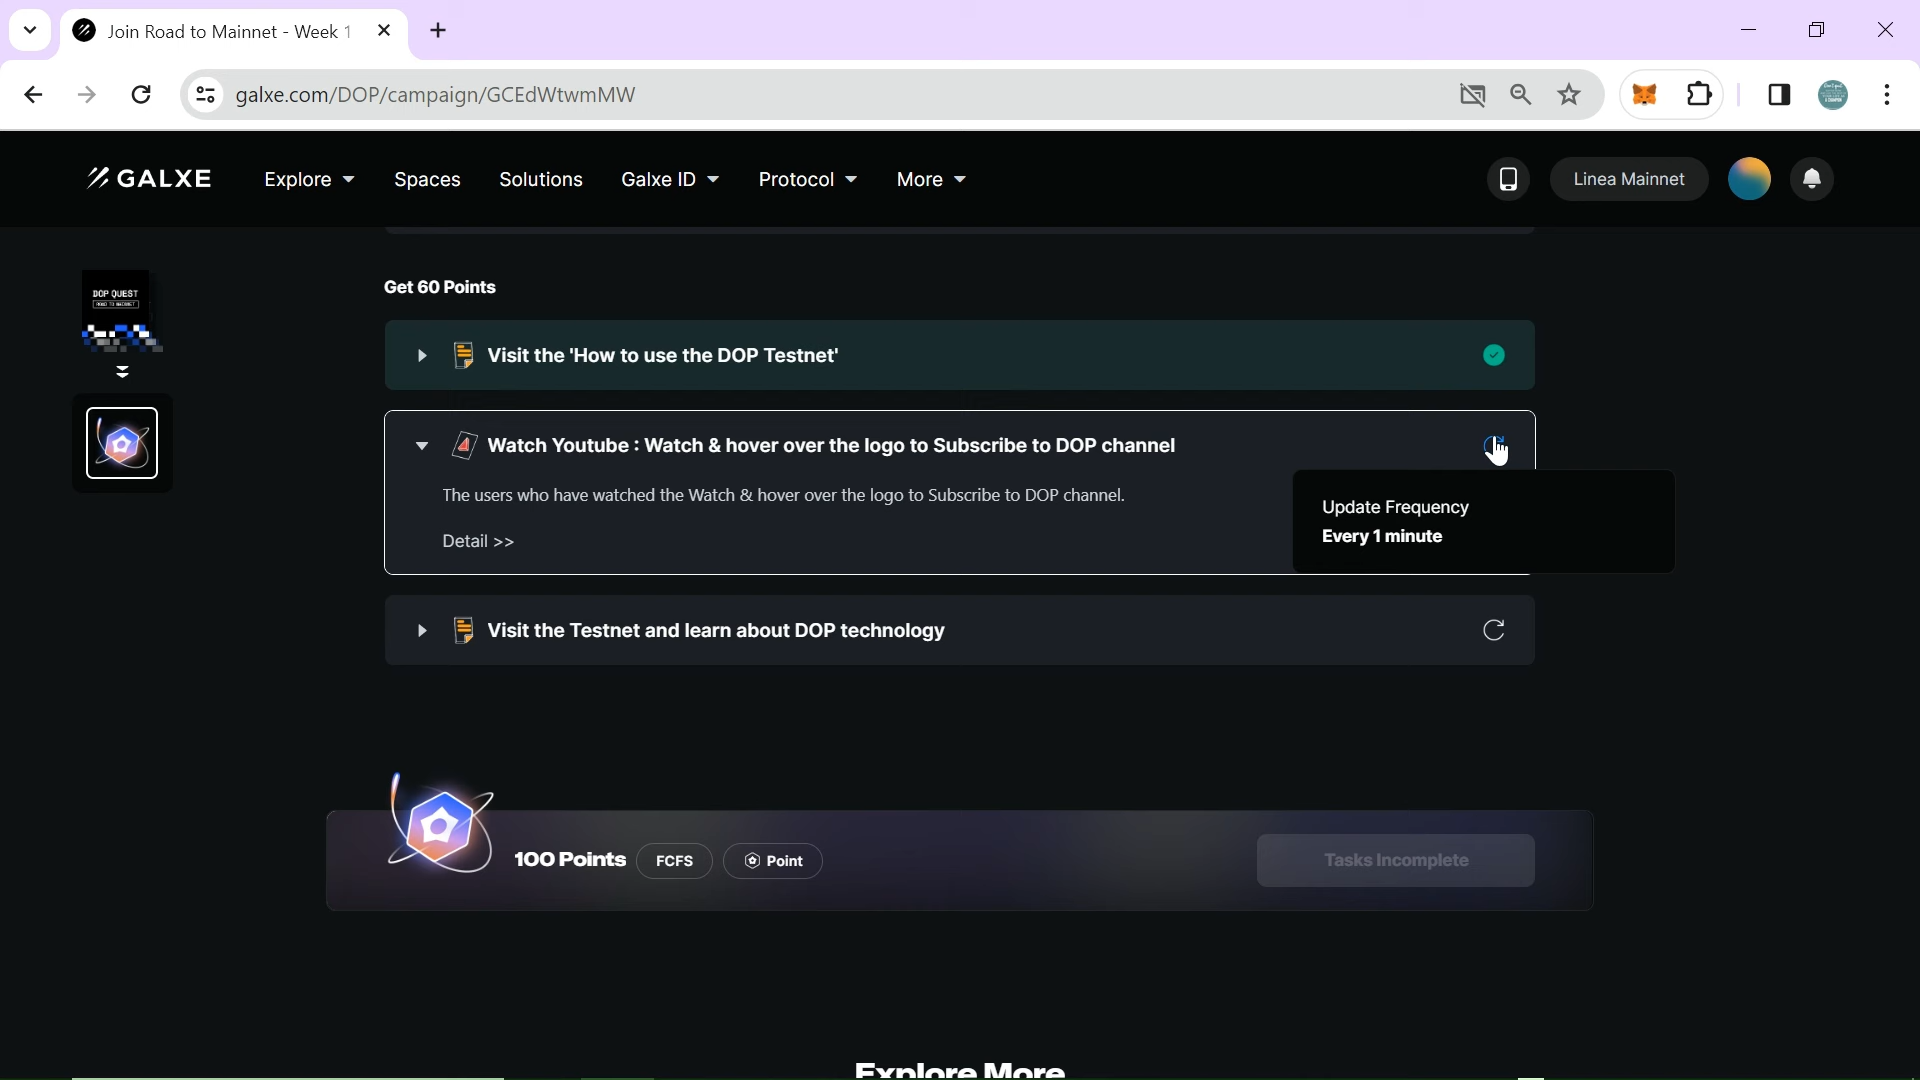 Join Road to Mainnet - Week 1
galxe.com/DOP/campaign/GCEdWtwmMW
GALXE
Explore
Spaces
Solutions
Galxe ID
Protocol
More
Linea Mainnet
DOP QUEST
ROAD TO MAINNET
Get 60 Points
Visit the 'How to use the DOP Testnet'
Watch Youtube : Watch & hover over the logo to Subscribe to DOP channel
The users who have watched the Watch & hover over the logo to Subscribe to DOP channel.
Detail >>
Update Frequency
Every 1 minute
Visit the Testnet and learn about DOP technology
100 Points
FCFS
Point
Tasks Incomplete
Explore More